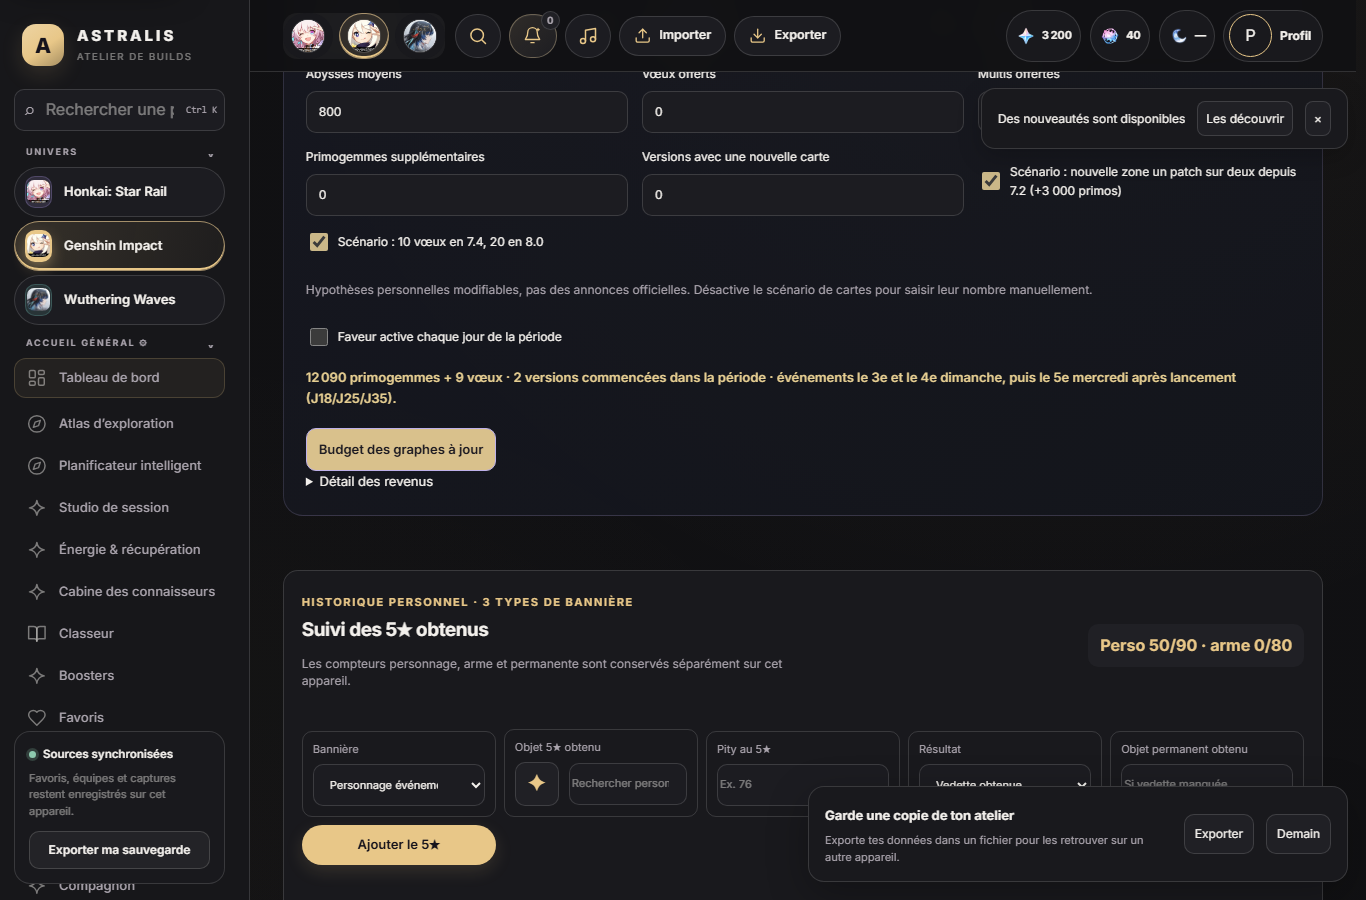 A
ASTRALIS
ATELIER DE BUILDS
Rechercher une p
Ctrl K
UNIVERS
Honkai: Star Rail
Genshin Impact
Wuthering Waves
ACCUEIL GÉNÉRAL ⚙
Tableau de bord
Atlas d'exploration
Planificateur intelligent
Studio de session
Énergie & récupération
Cabine des connaisseurs
Classeur
Boosters
Favoris
Sources synchronisées
Favoris, équipes et captures
restent enregistrés sur cet
appareil.
Exporter ma sauvegarde
Compagnon
0
Importer
Exporter
3 200
40
—
P
Profil
Abysses moyens
Vœux offerts
Multis offertes
800
0
Des nouveautés sont disponibles
Les découvrir
×
Primogemmes supplémentaires
Versions avec une nouvelle carte
0
0
Scénario : nouvelle zone un patch sur deux depuis
7.2 (+3 000 primos)
Scénario : 10 vœux en 7.4, 20 en 8.0
Hypothèses personnelles modifiables, pas des annonces officielles. Désactive le scénario de cartes pour saisir leur nombre manuellement.
Faveur active chaque jour de la période
12 090 primogemmes + 9 vœux · 2 versions commencées dans la période · événements le 3e et le 4e dimanche, puis le 5e mercredi après lancement
(J18/J25/J35).
Budget des graphes à jour
▶ Détail des revenus
HISTORIQUE PERSONNEL · 3 TYPES DE BANNIÈRE
Suivi des 5★ obtenus
Les compteurs personnage, arme et permanente sont conservés séparément sur cet
appareil.
Perso 50/90 · arme 0/80
Bannière
Personnage événeme
Objet 5★ obtenu
Rechercher personn
Pity au 5★
Ex. 76
Résultat
Vedette obtenue
Objet permanent obtenu
Si vedette manquée
Ajouter le 5★
Garde une copie de ton atelier
Exporte tes données dans un fichier pour les retrouver sur un
autre appareil.
Exporter
Demain